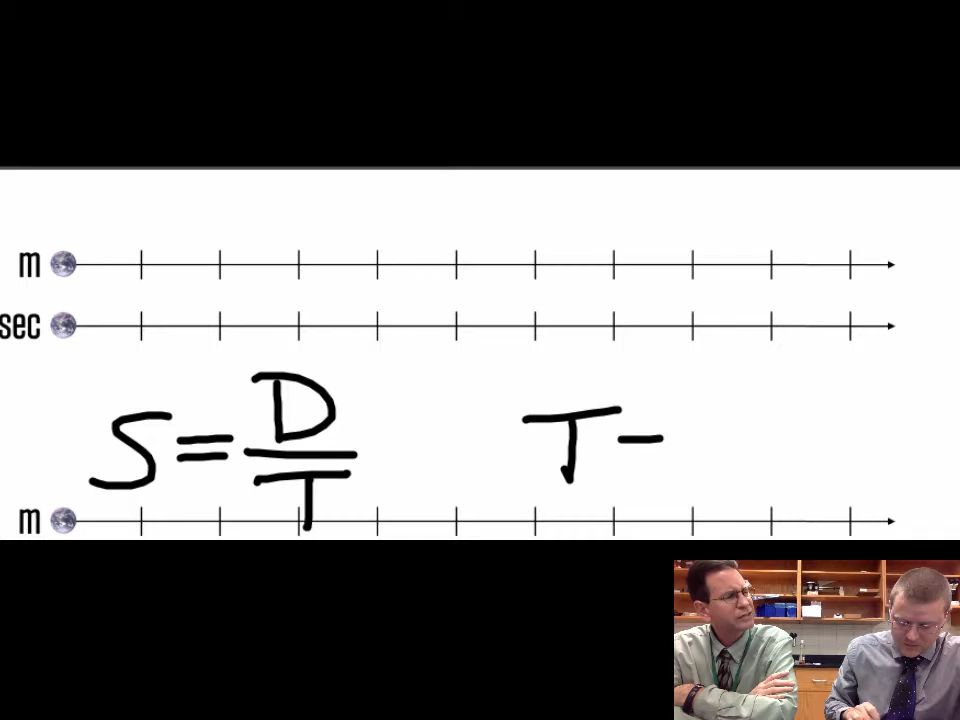 m
sec
S = D/T
T -
m